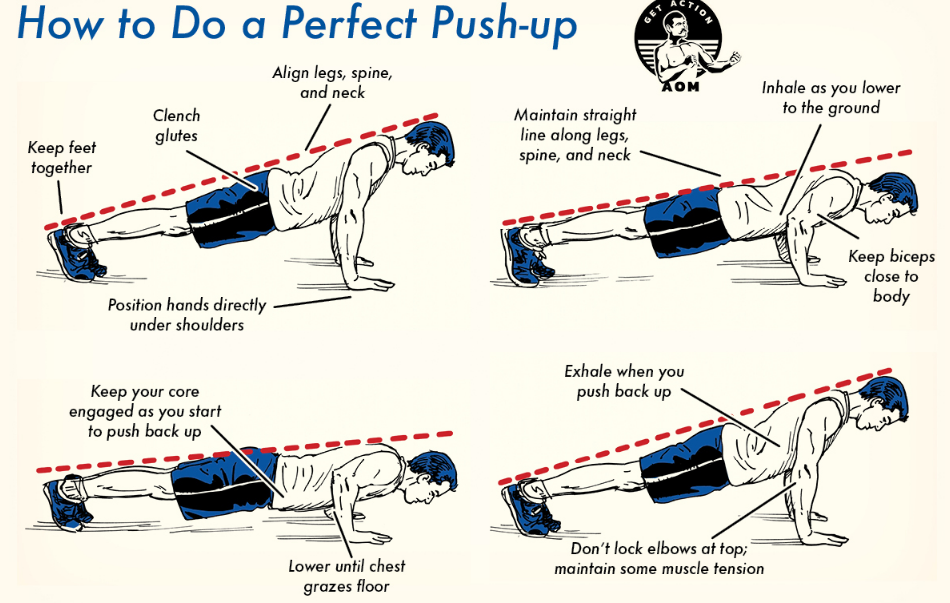 How to Do a Perfect Push-up
GET ACTION
AOM
Align legs, spine,
and neck
Clench
glutes
Keep feet
together
Position hands directly
under shoulders
Inhale as you lower
to the ground
Maintain straight
line along legs,
spine, and neck
Keep biceps
close to
body
Keep your core
engaged as you start
to push back up
Lower until chest
grazes floor
Exhale when you
push back up
Don't lock elbows at top;
maintain some muscle tension